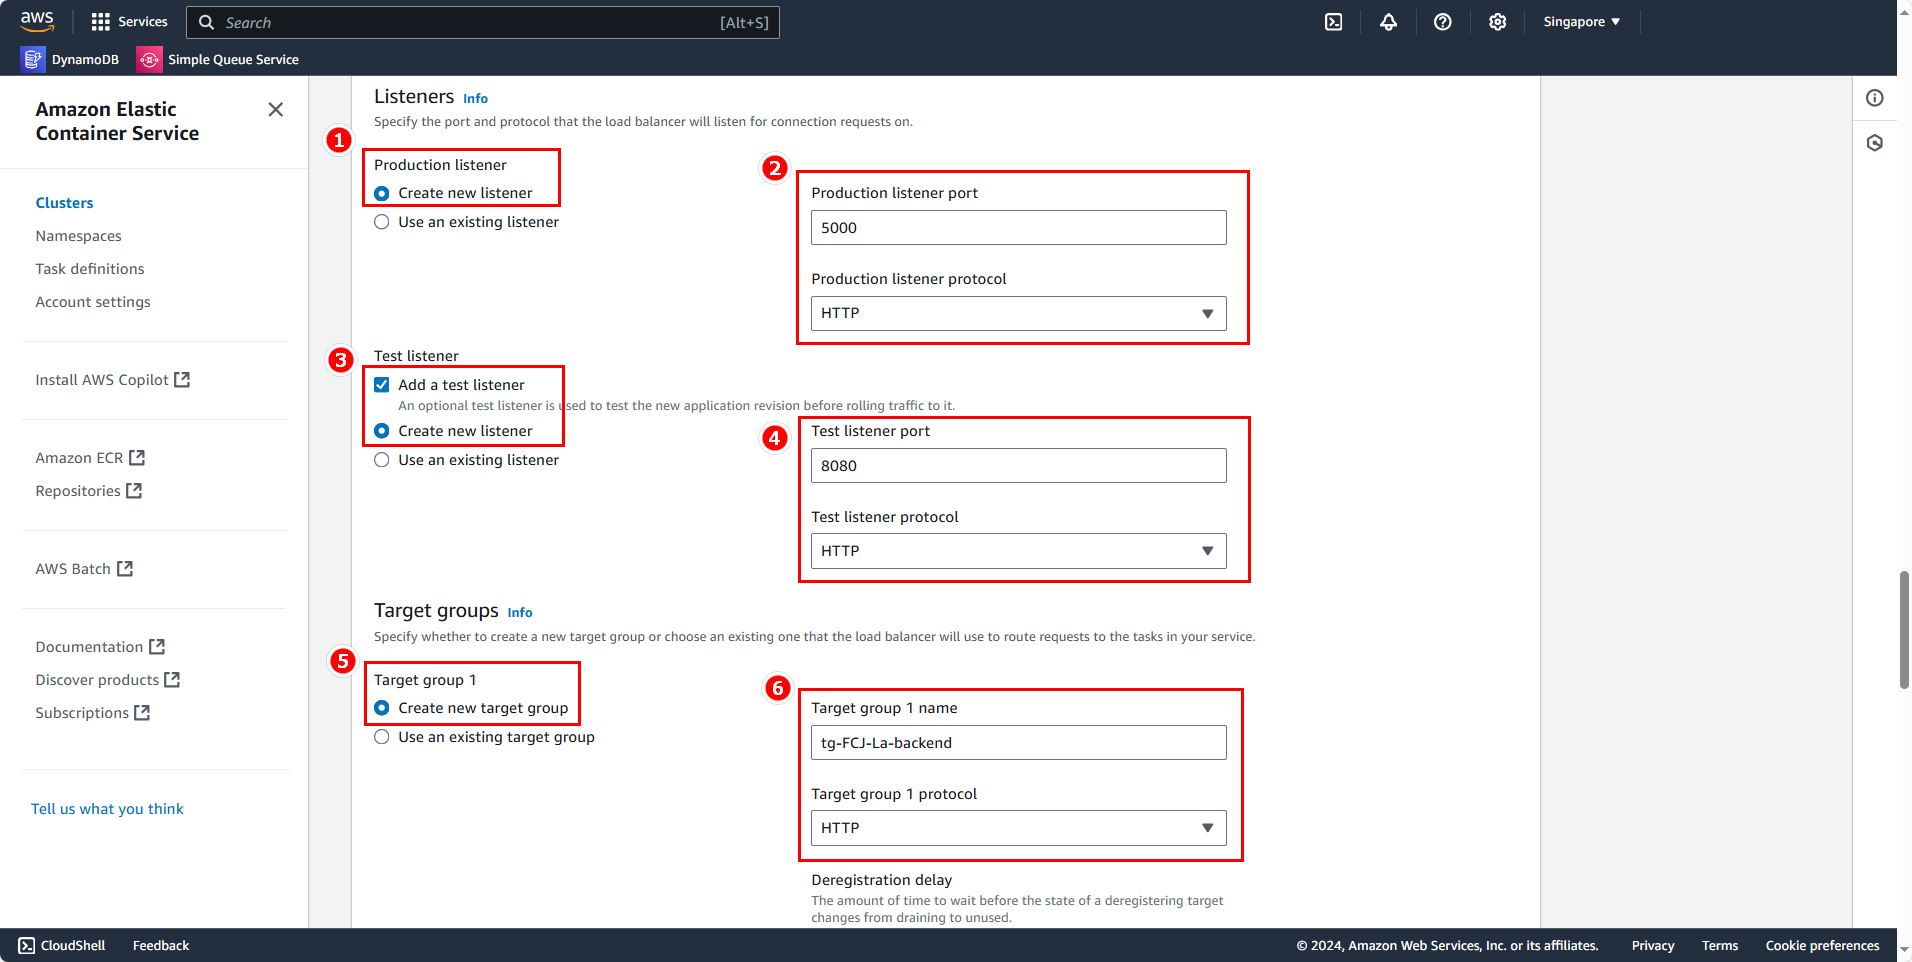 aws
Services
Search
[Alt+S]
Singapore
DynamoDB
Simple Queue Service
Amazon Elastic
Container Service
Clusters
Namespaces
Task definitions
Account settings
Install AWS Copilot
Amazon ECR
Repositories
AWS Batch
Documentation
Discover products
Subscriptions
Tell us what you think
Listeners Info
Specify the port and protocol that the load balancer will listen for connection requests on.
1
Production listener
Create new listener
Use an existing listener
2
Production listener port
5000
Production listener protocol
HTTP
3
Test listener
Add a test listener
An optional test listener is used to test the new application revision before rolling traffic to it.
Create new listener
Use an existing listener
4
Test listener port
8080
Test listener protocol
HTTP
Target groups Info
Specify whether to create a new target group or choose an existing one that the load balancer will use to route requests to the tasks in your service.
5
Target group 1
Create new target group
Use an existing target group
6
Target group 1 name
tg-FCJ-La-backend
Target group 1 protocol
HTTP
Deregistration delay
The amount of time to wait before the state of a deregistering target
changes from draining to unused.
CloudShell
Feedback
© 2024, Amazon Web Services, Inc. or its affiliates.
Privacy
Terms
Cookie preferences